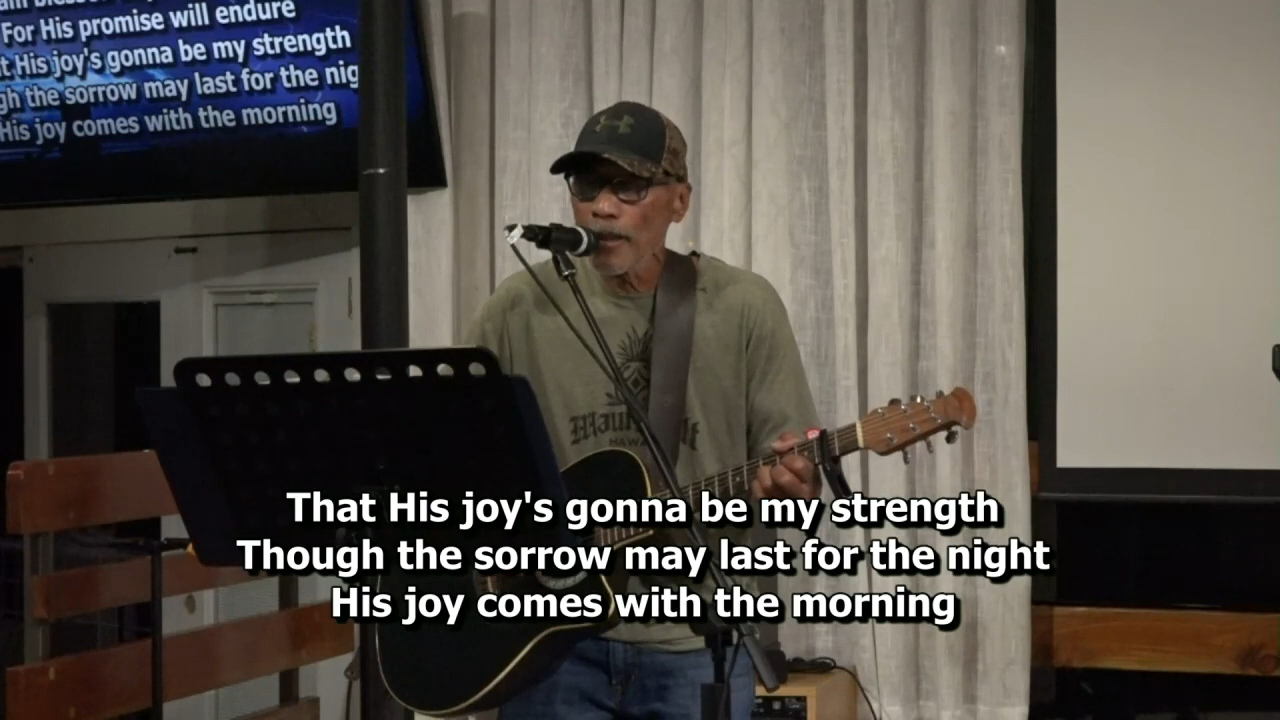 For His promise will endure
His joy's gonna be my strength
the sorrow may last for the
His joy comes with the morning
HAWAII
That His joy's gonna be my strength
Though the sorrow may last for the night
His joy comes with the morning